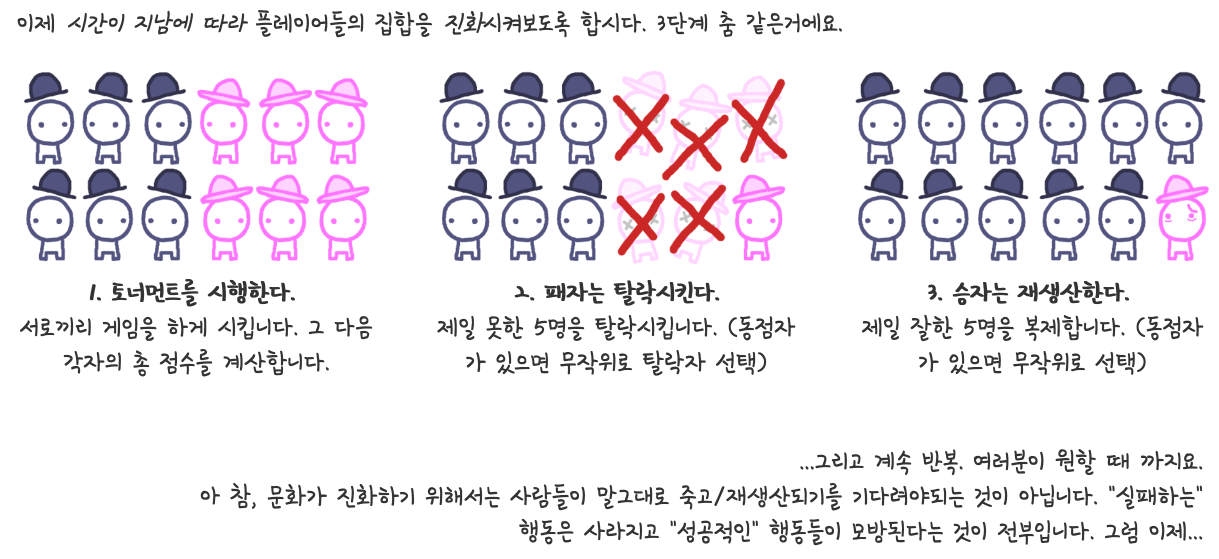 이제 시간이 지남에 따라 플레이어들의 집합을 진화시켜보도록 합시다. 3단계 춤 같은거에요.
1. 토너먼트를 시행한다.
서로끼리 게임을 하게 시킵니다. 그 다음
각자의 총 점수를 계산합니다.
2. 패자는 탈락시킨다.
제일 못한 5명을 탈락시킵니다. (동점자
가 있으면 무작위로 탈락자 선택)
3. 승자는 재생산한다.
제일 잘한 5명을 복제합니다. (동점자
가 있으면 무작위로 선택)
...그리고 계속 반복. 여러분이 원할 때 까지요.
아 참, 문화가 진화하기 위해서는 사람들이 말그대로 죽고/재생산되기를 기다려야되는 것이 아닙니다. "실패하는"
행동은 사라지고 "성공적인" 행동들이 모방된다는 것이 전부입니다. 그럼 이제...